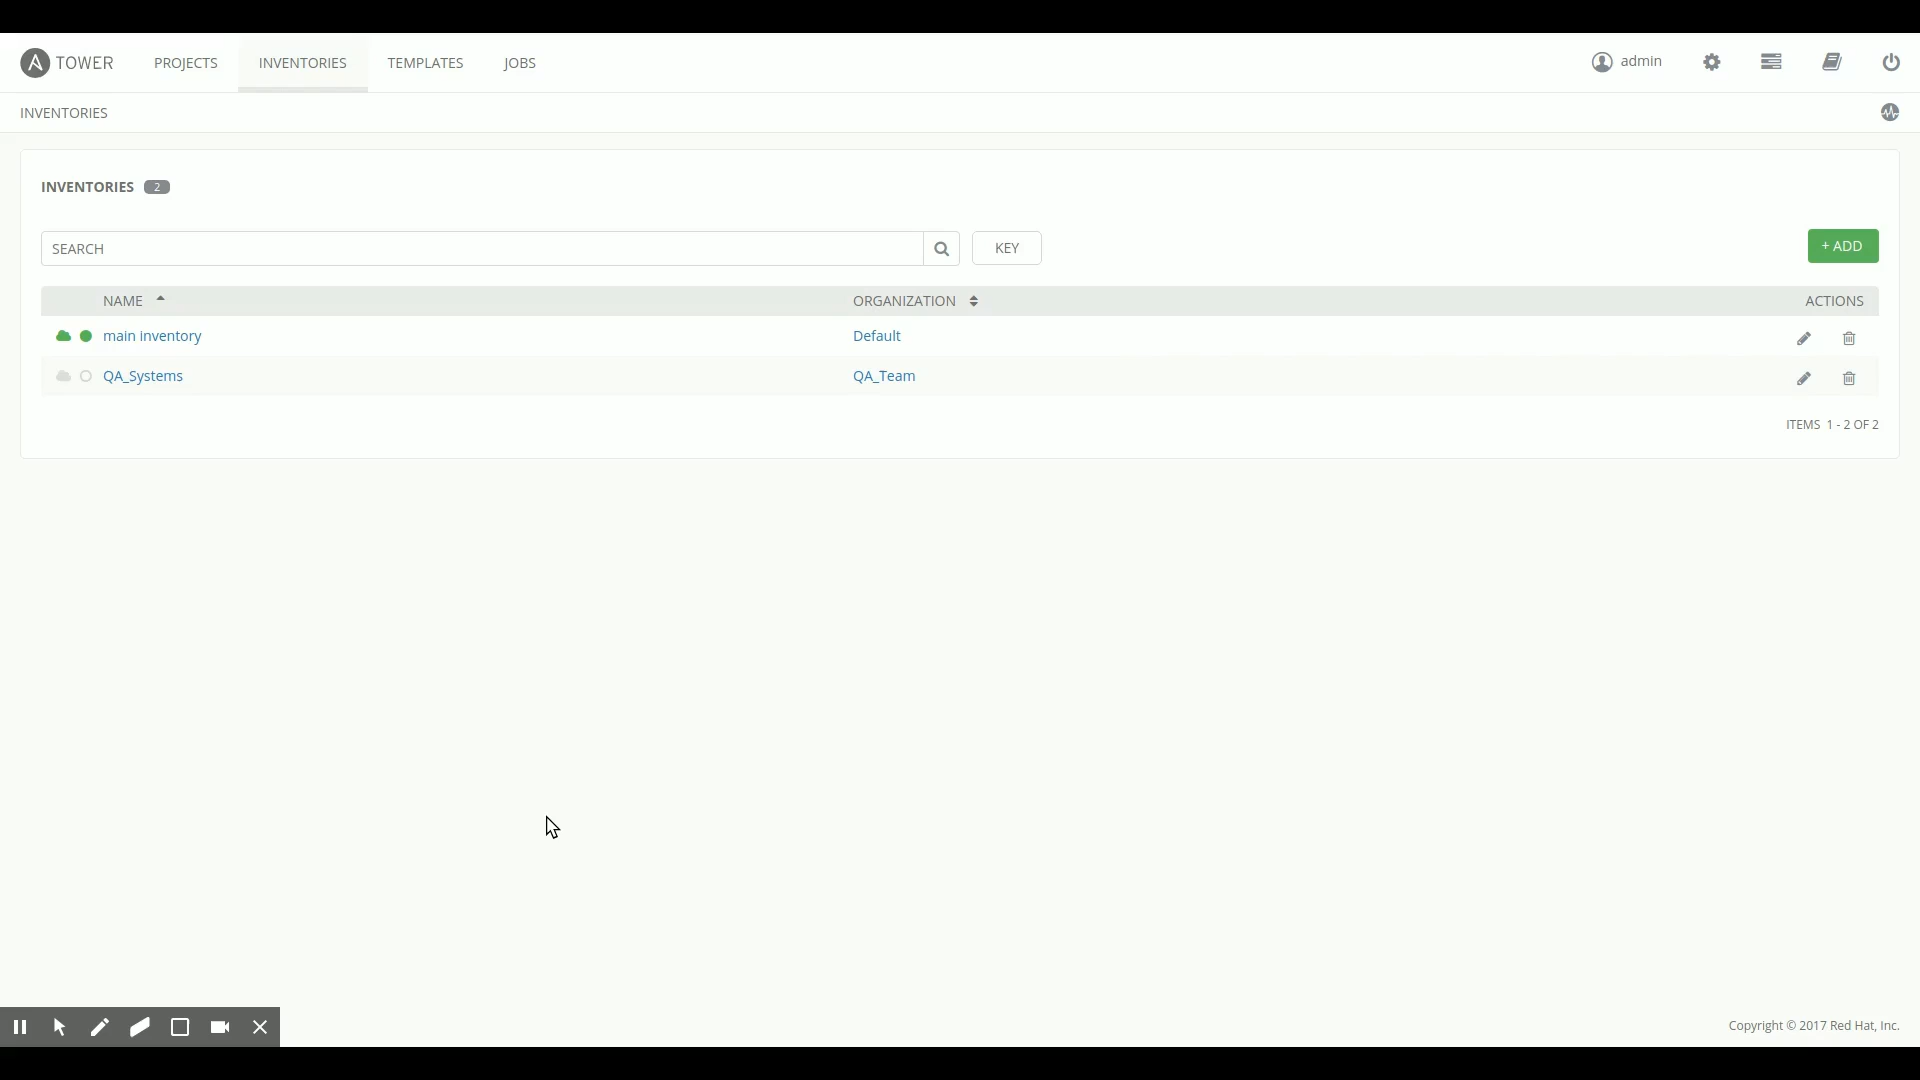 TOWER PROJECTS INVENTORIES TEMPLATES JOBS admin
INVENTORIES
INVENTORIES 2
SEARCH KEY + ADD
NAME ORGANIZATION ACTIONS
main inventory Default
QA_Systems QA_Team
ITEMS 1 - 2 OF 2
Copyright © 2017 Red Hat, Inc.